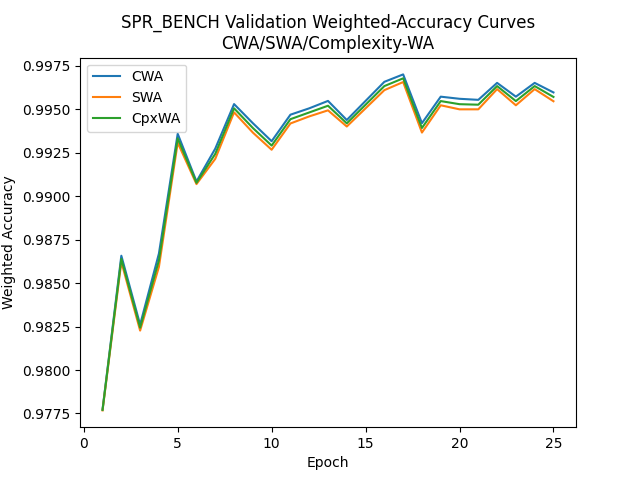 SPR_BENCH Validation Weighted-Accuracy Curves
CWA/SWA/Complexity-WA
CWA
SWA
CpxWA
Weighted Accuracy
0.9975
0.9950
0.9925
0.9900
0.9875
0.9850
0.9825
0.9800
0.9775
0
5
10
15
20
25
Epoch